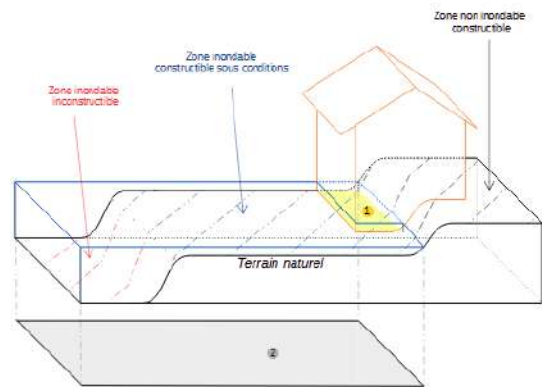 Zone non inondable
constructible
Zone inondable
constructible sous conditions
Zone inondable
inconstructible
1
Terrain naturel
2